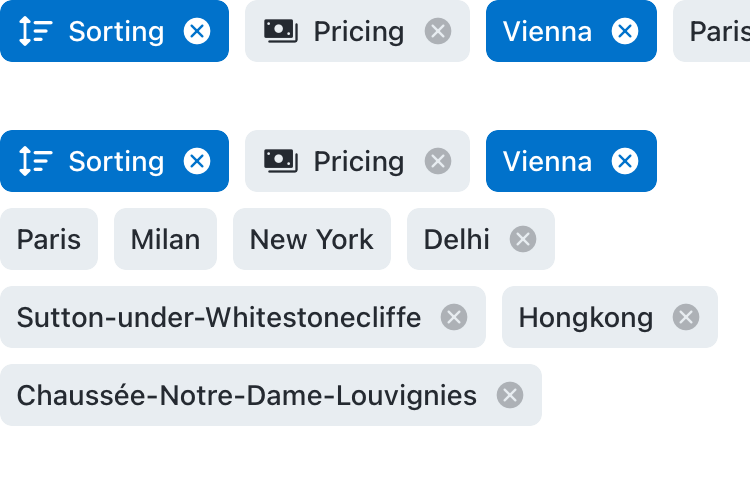 Sorting Pricing Vienna Paris
Sorting Pricing Vienna
Paris Milan New York Delhi
Sutton-under-Whitestonecliffe Hongkong
Chaussée-Notre-Dame-Louvignies